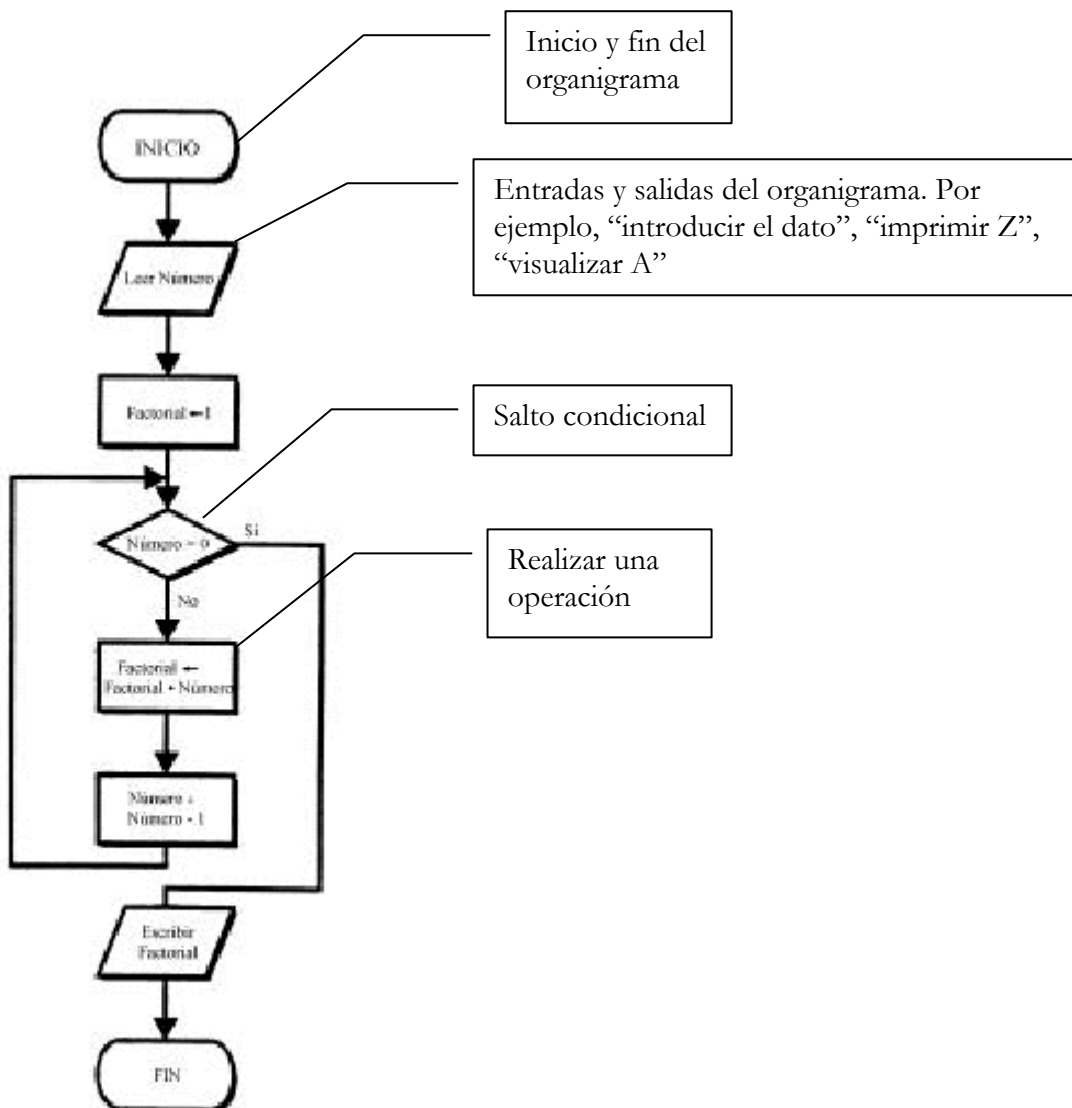 Inicio y fin del
organigrama
INICIO
Entradas y salidas del organigrama. Por
ejemplo, “introducir el dato”, “imprimir Z”,
“visualizar A”
Leer Número
Factorial ←1
Salto condicional
Número = 0
Si
No
Realizar una
operación
Factorial ←
Factorial * Número
Número
Número - 1
Escribir
Factorial
FIN